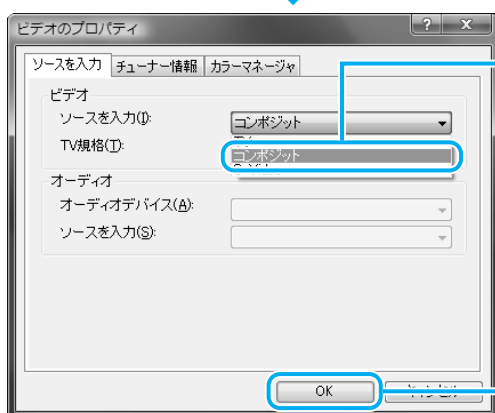 ビデオのプロパティ
ソースを入力 チューナー情報 カラーマネージャ
ビデオ
ソースを入力(I): コンポジット
TV規格(T):
コンポジット
オーディオ
オーディオデバイス(A):
ソースを入力(S):
OK